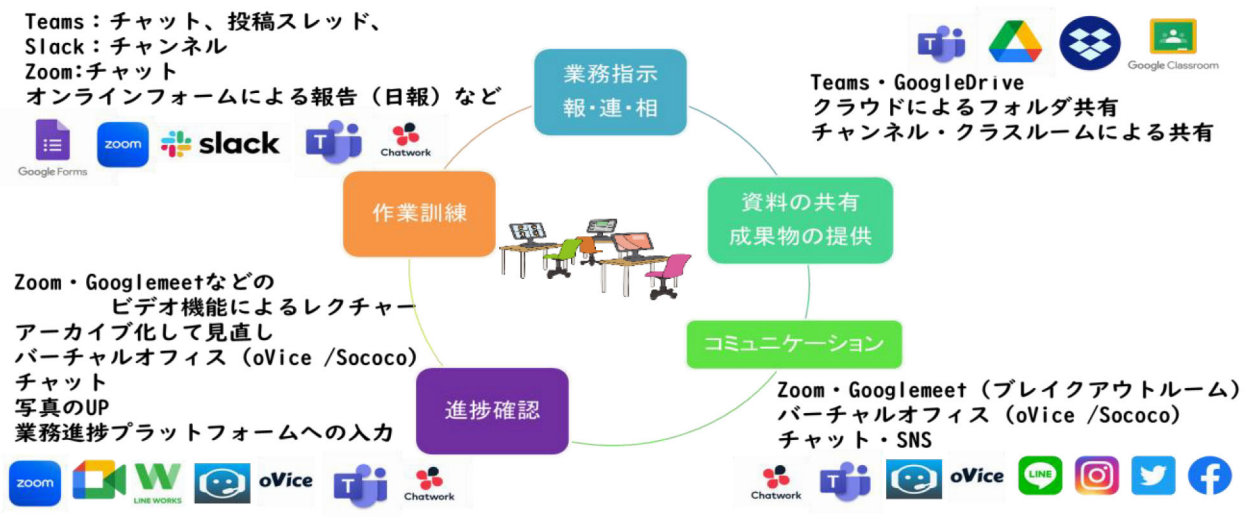 Teams：チャット、投稿スレッド、
Slack：チャンネル
Zoom:チャット
オンラインフォームによる報告（日報）など
Google Forms
zoom
slack
T
Chatwork
業務指示
報・連・相
T
Google Classroom
Teams・GoogleDrive
クラウドによるフォルダ共有
チャンネル・クラスルームによる共有
作業訓練
資料の共有
成果物の提供
Zoom・Googlemeetなどの
ビデオ機能によるレクチャー
アーカイブ化して見直し
バーチャルオフィス（oVice /Sococo）
チャット
写真のUP
業務進捗プラットフォームへの入力
進捗確認
コミュニケーション
Zoom・Googlemeet（ブレイクアウトルーム）
バーチャルオフィス（oVice /Sococo）
チャット・SNS
zoom
W
LINE WORKS
oVice
T
Chatwork
Chatwork
T
oVice
LINE